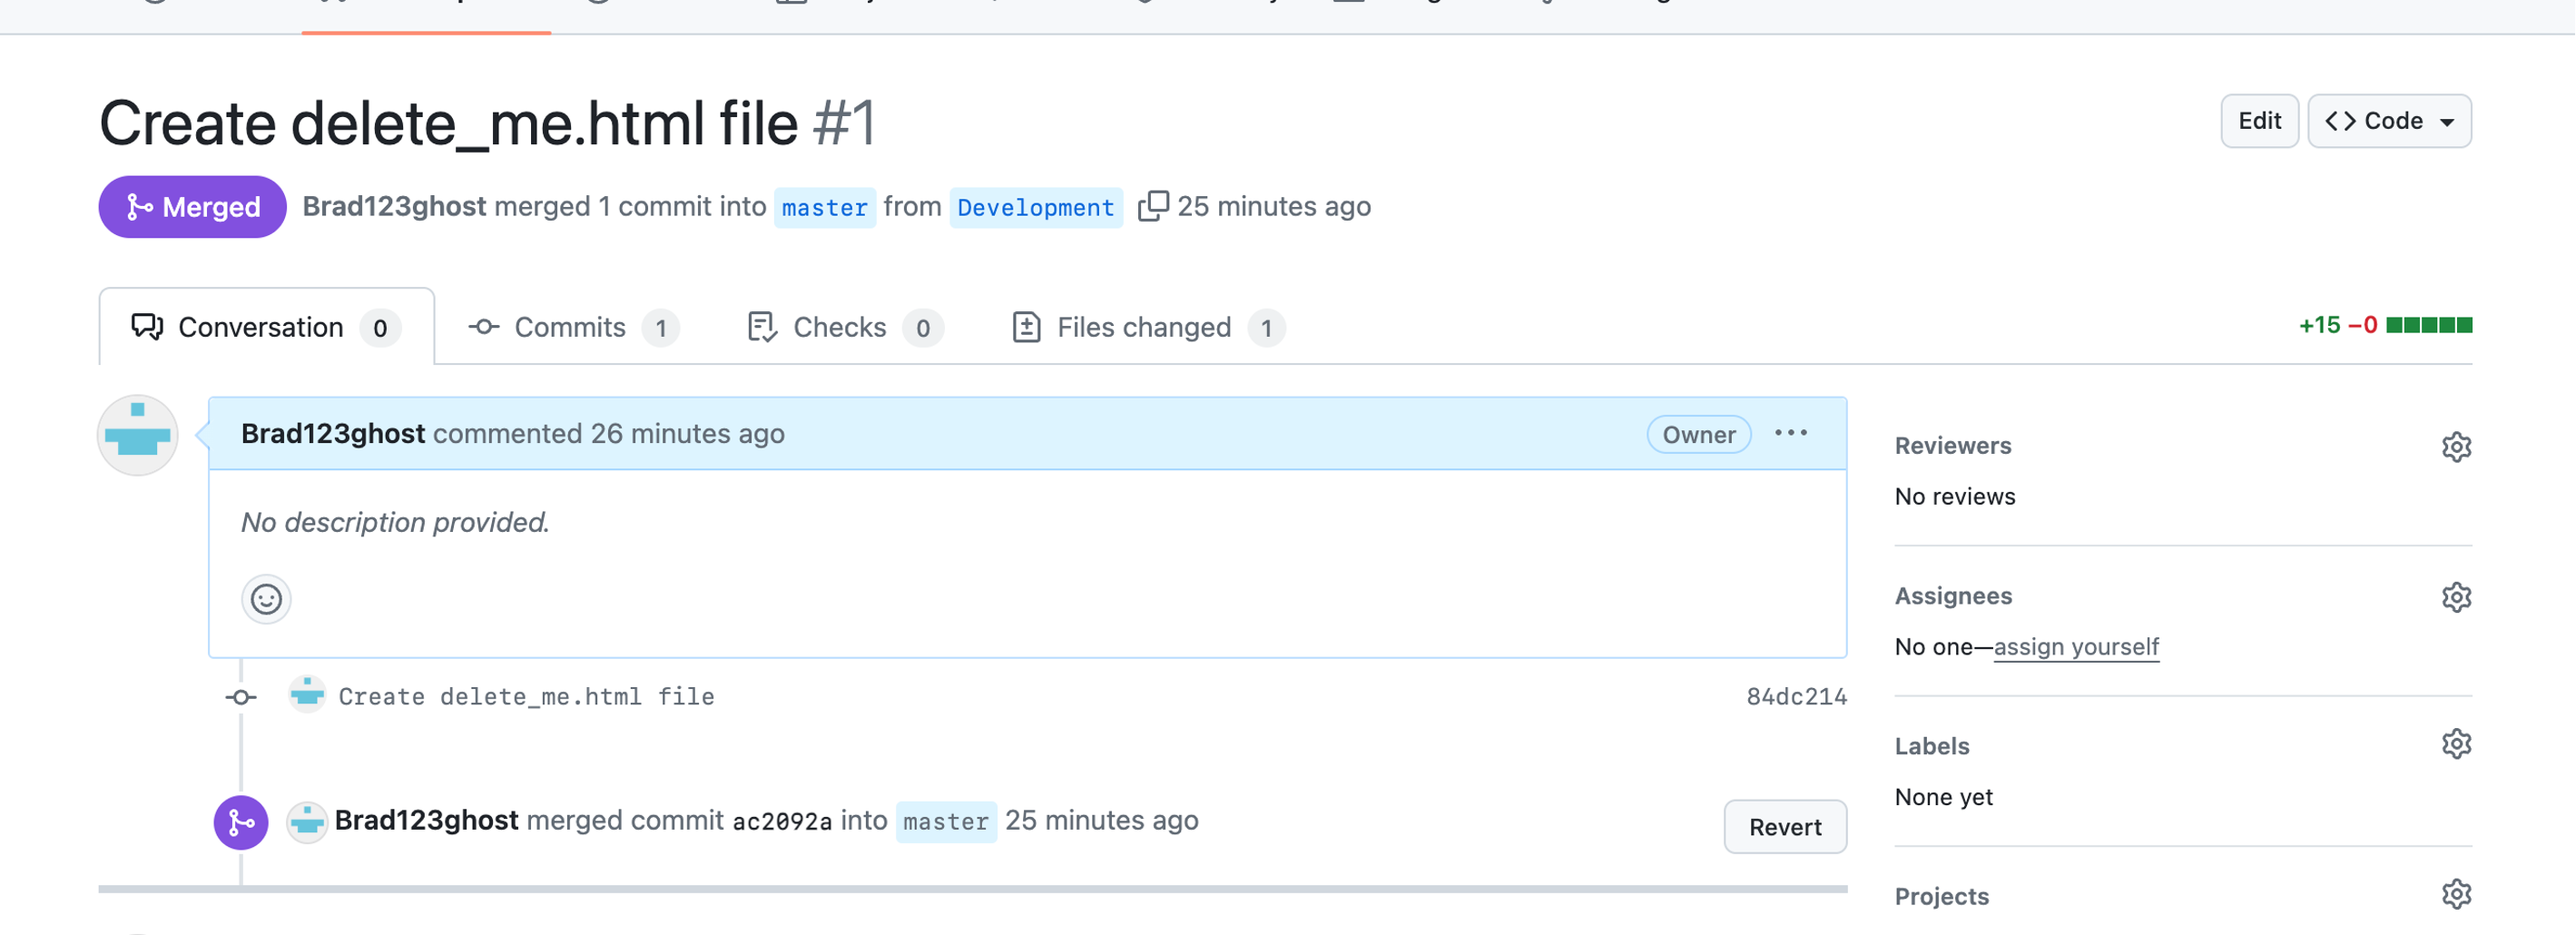 Create delete_me.html file #1
Edit
Code
Merged
Brad123ghost merged 1 commit into master from Development 25 minutes ago
Conversation 0
Commits 1
Checks 0
Files changed 1
+15 −0
Brad123ghost commented 26 minutes ago
Owner
No description provided.
Create delete_me.html file
84dc214
Brad123ghost merged commit ac2092a into master 25 minutes ago
Revert
Reviewers
No reviews
Assignees
No one—assign yourself
Labels
None yet
Projects